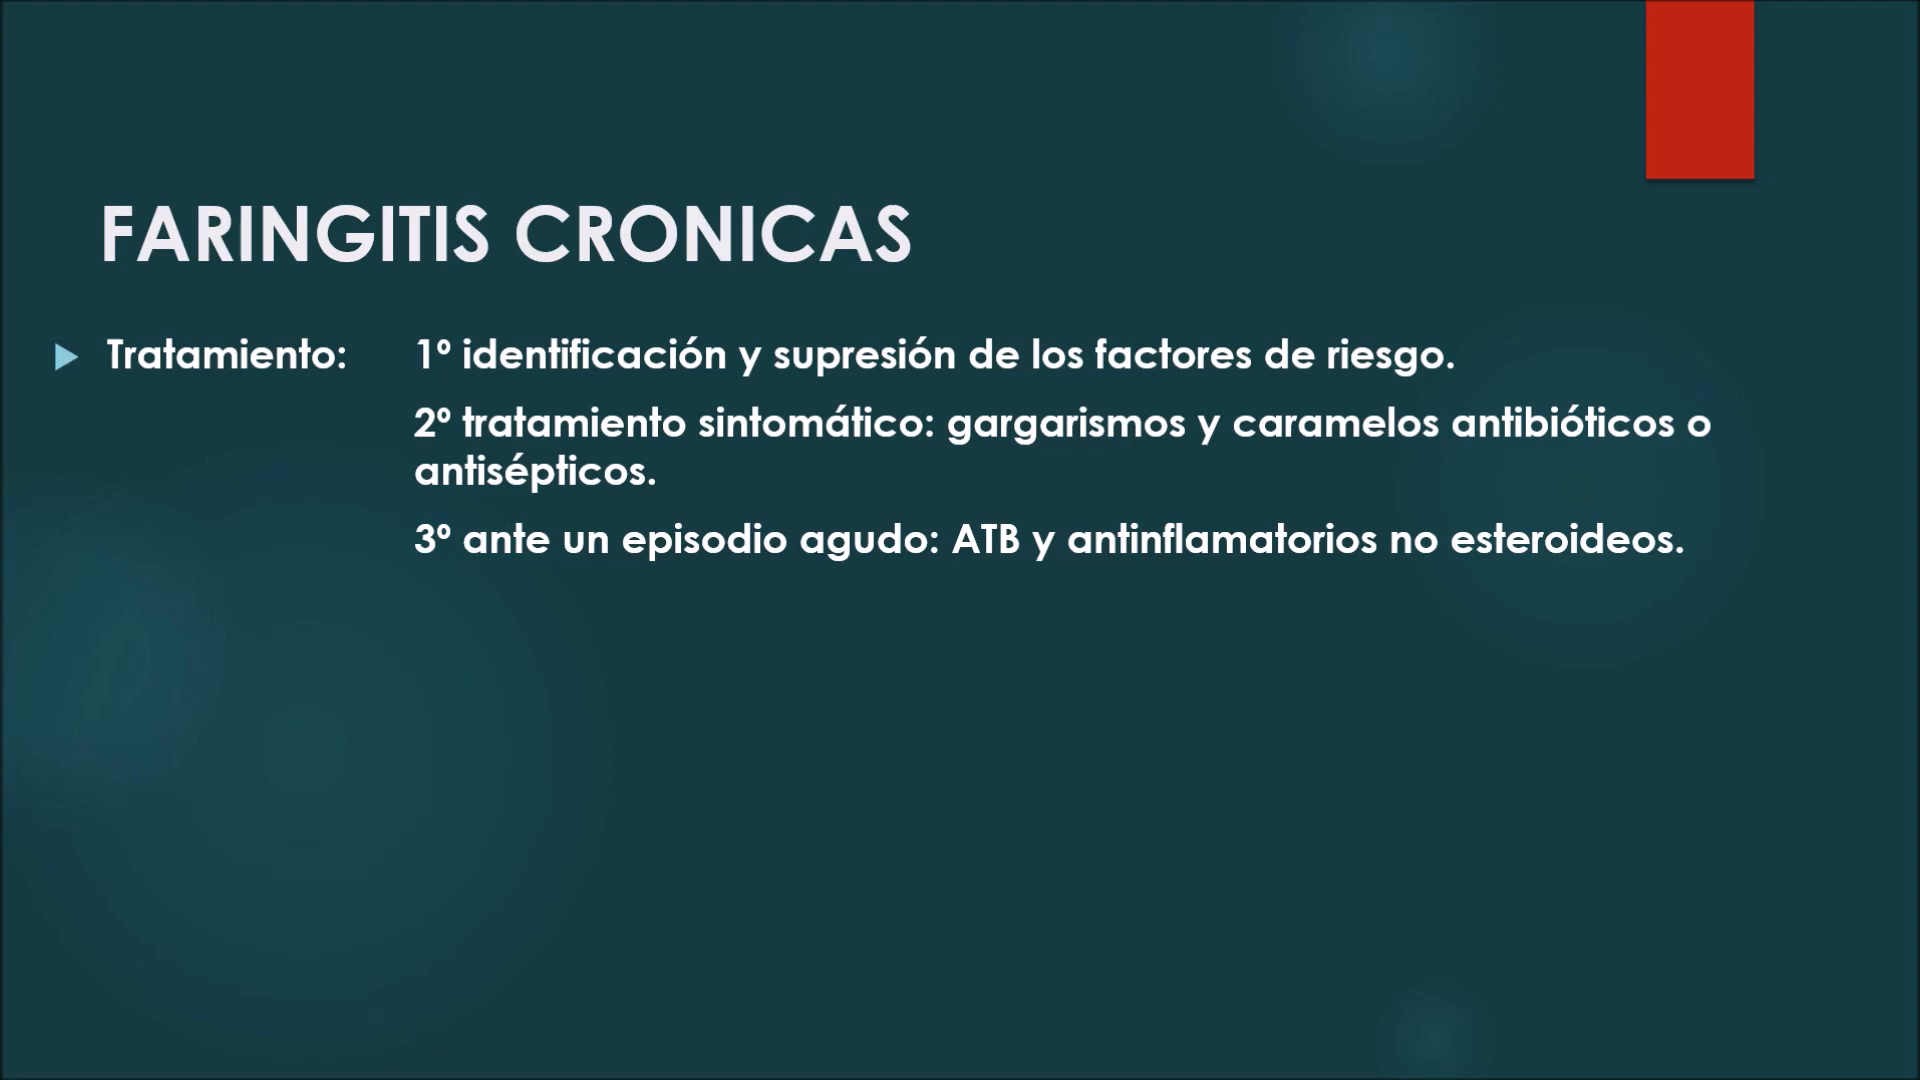 FARINGITIS CRONICAS
Tratamiento: 1º identificación y supresión de los factores de riesgo.
2º tratamiento sintomático: gargarismos y caramelos antibióticos o
antisépticos.
3º ante un episodio agudo: ATB y antinflamatorios no esteroideos.